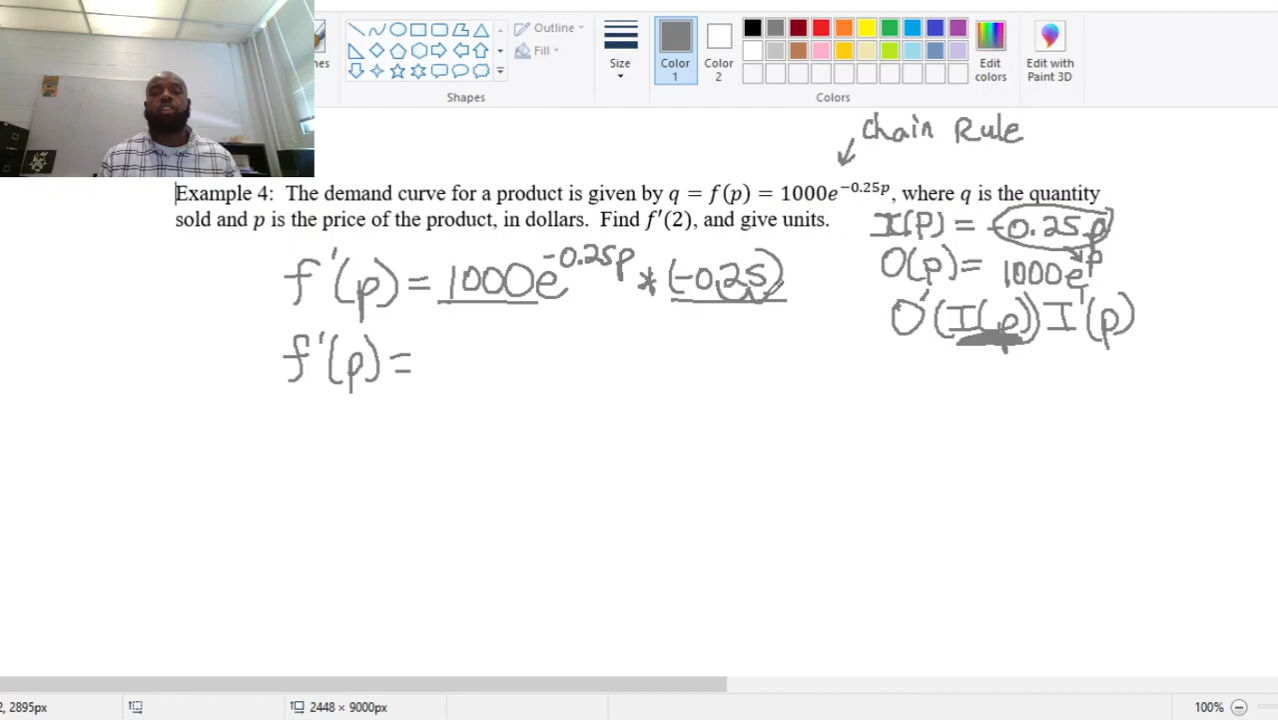 Outline
Fill
Size
Color 1
Color 2
Edit colors
Edit with Paint 3D
Shapes
Colors
Chain Rule
Example 4: The demand curve for a product is given by q = f(p) = 1000e^{−0.25p}, where q is the quantity
sold and p is the price of the product, in dollars. Find f′(2), and give units.
I(P) = -0.25p
O(p) = 1000e^p
O'(I(p)) I'(p)
f'(p) = 1000e^{-0.25p} * (-0.25)
f'(p) =
2895px
2448 × 9000px
100%